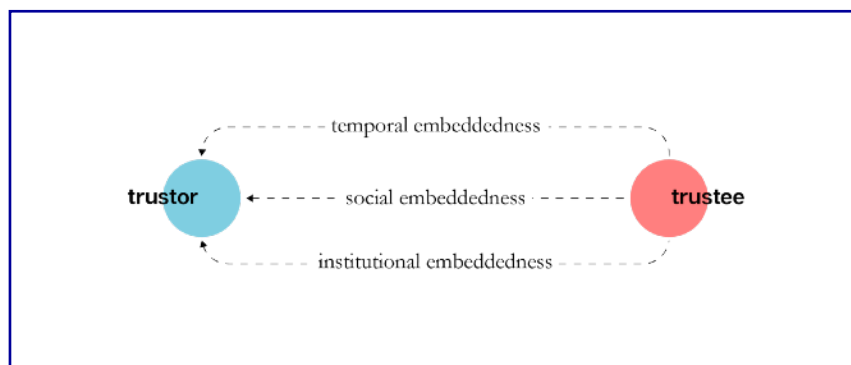 temporal embeddedness
trustor
social embeddedness
trustee
institutional embeddedness